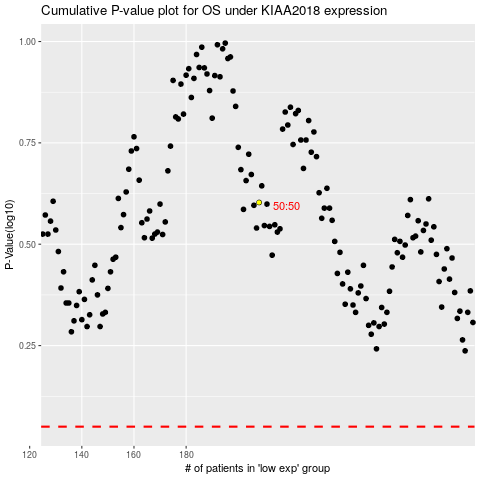 Cumulative P-value plot for OS under KIAA2018 expression
1.00
0.75
0.50
0.25
P-Value(log10)
50:50
120 140 160 180
# of patients in 'low exp' group